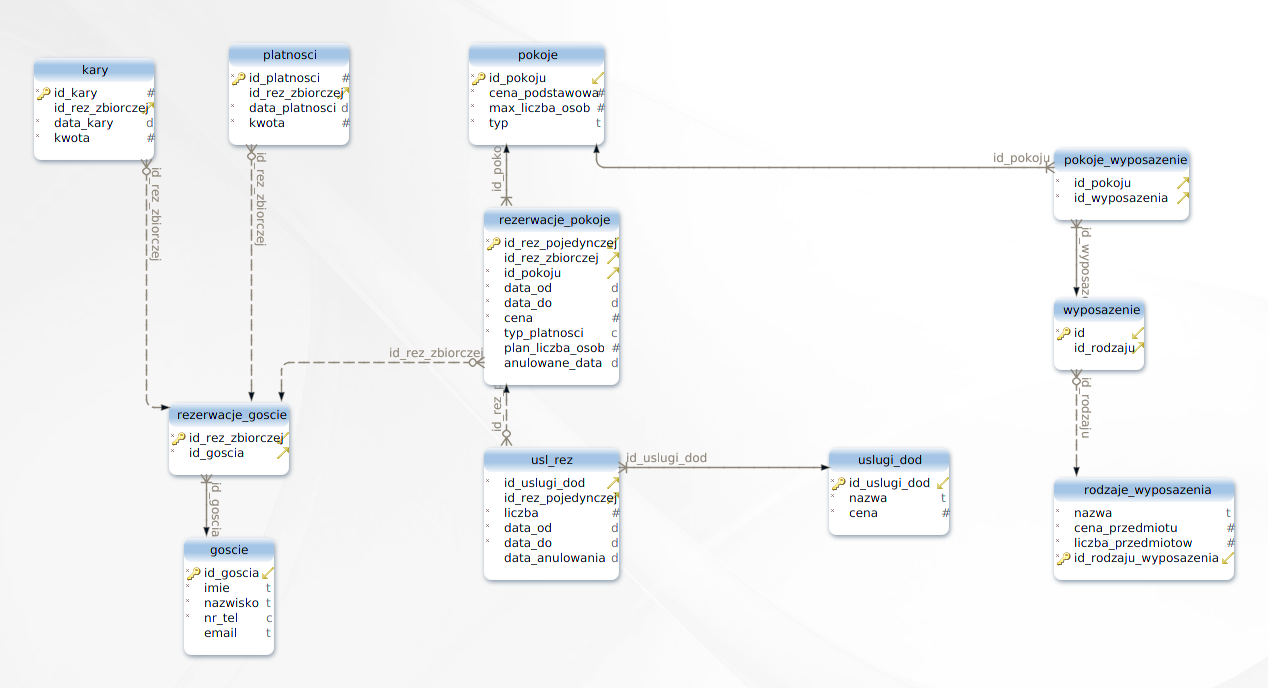 kary
id_kary #
id_rez_zbiorczej
data_kary d
kwota #
platnosci
id_platnosci #
id_rez_zbiorczej
data_platnosci d
kwota #
pokoje
id_pokoju
cena_podstawowa #
max_liczba_osob #
typ t
id_pokoju
pokoje_wyposazenie
id_pokoju
id_wyposazenia
id_rez_zbiorczej
id_rez_zbiorczej
id_poko
rezerwacje_pokoje
id_rez_pojedynczej
id_rez_zbiorczej
id_pokoju
data_od d
data_do d
cena #
typ_platnosci c
plan_liczba_osob #
anulowane_data d
id_wyposaz
wyposazenie
id
id_rodzaju
id_rez_zbiorczej
id_rodzaju
rezerwacje_goscie
id_rez_zbiorczej
id_goscia
id_rez
usl_rez
id_uslugi_dod
id_rez_pojedynczej
liczba #
data_od d
data_do d
data_anulowania d
id_uslugi_dod
uslugi_dod
id_uslugi_dod
nazwa t
cena #
rodzaje_wyposazenia
nazwa t
cena_przedmiotu #
liczba_przedmiotow #
id_rodzaju_wyposazenia
id_goscia
goscie
id_goscia
imie t
nazwisko t
nr_tel c
email t